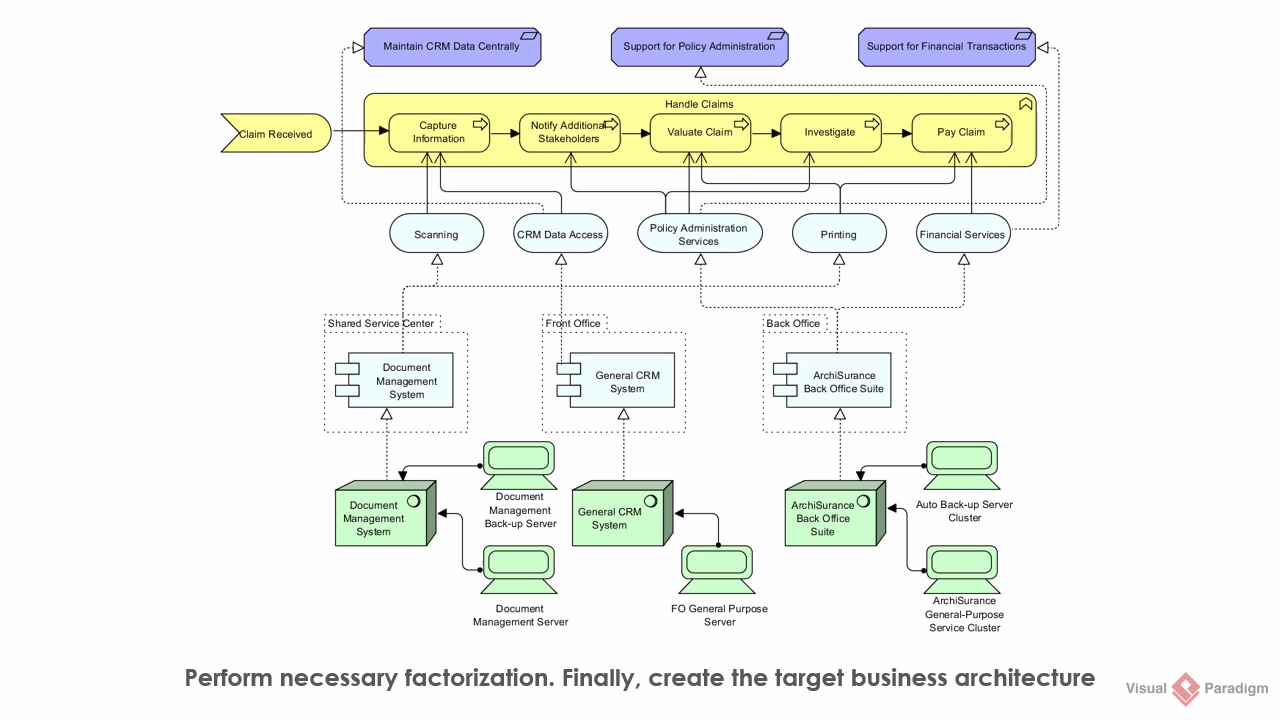 Maintain CRM Data Centrally
Support for Policy Administration
Support for Financial Transactions
Handle Claims
Claim Received
Capture
Information
Notify Additional
Stakeholders
Valuate Claim
Investigate
Pay Claim
Scanning
CRM Data Access
Policy Administration
Services
Printing
Financial Services
Shared Service Center
Front Office
Back Office
Document
Management
System
General CRM
System
ArchiSurance
Back Office Suite
Document
Management
System
Document
Management
Back-up Server
General CRM
System
ArchiSurance
Back Office
Suite
Auto Back-up Server
Cluster
Document
Management Server
FO General Purpose
Server
ArchiSurance
General-Purpose
Service Cluster
Perform necessary factorization. Finally, create the target business architecture
Visual Paradigm